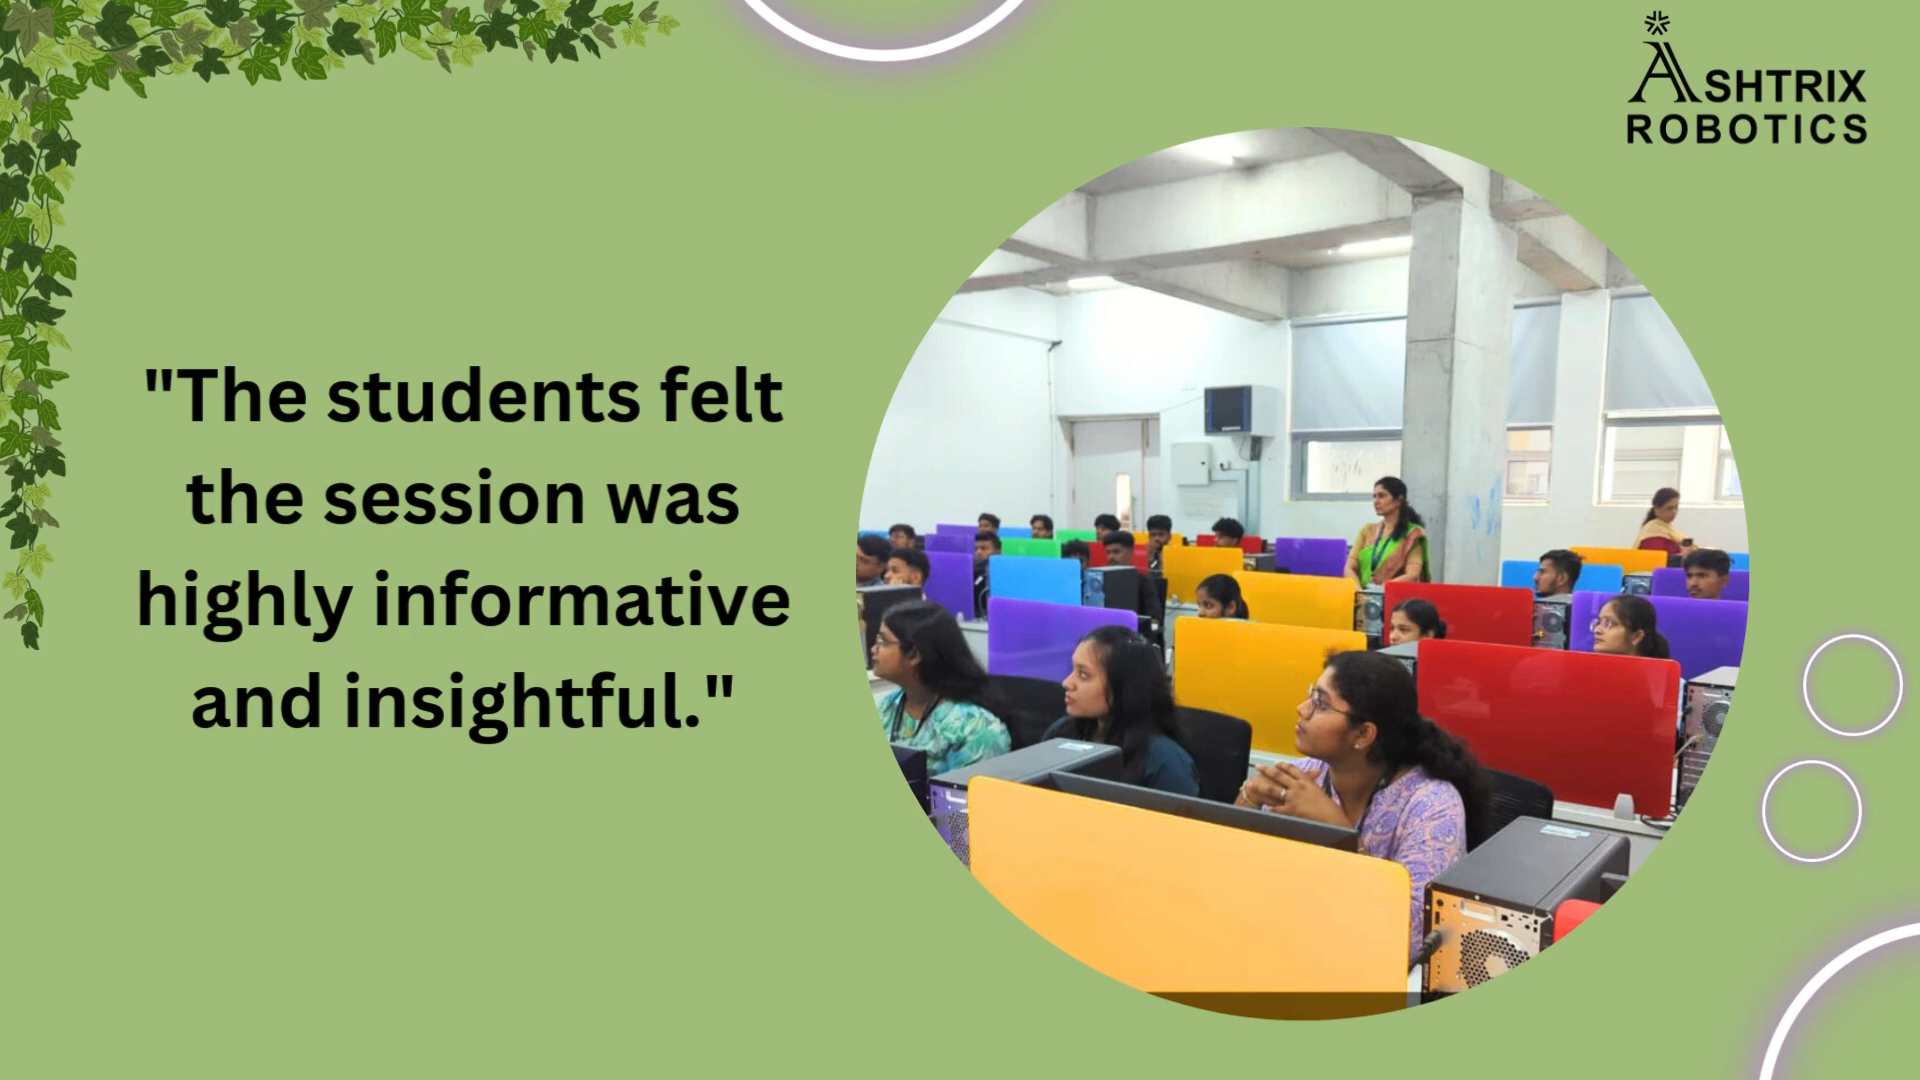 ASHTRIX
ROBOTICS
"The students felt
the session was
highly informative
and insightful."